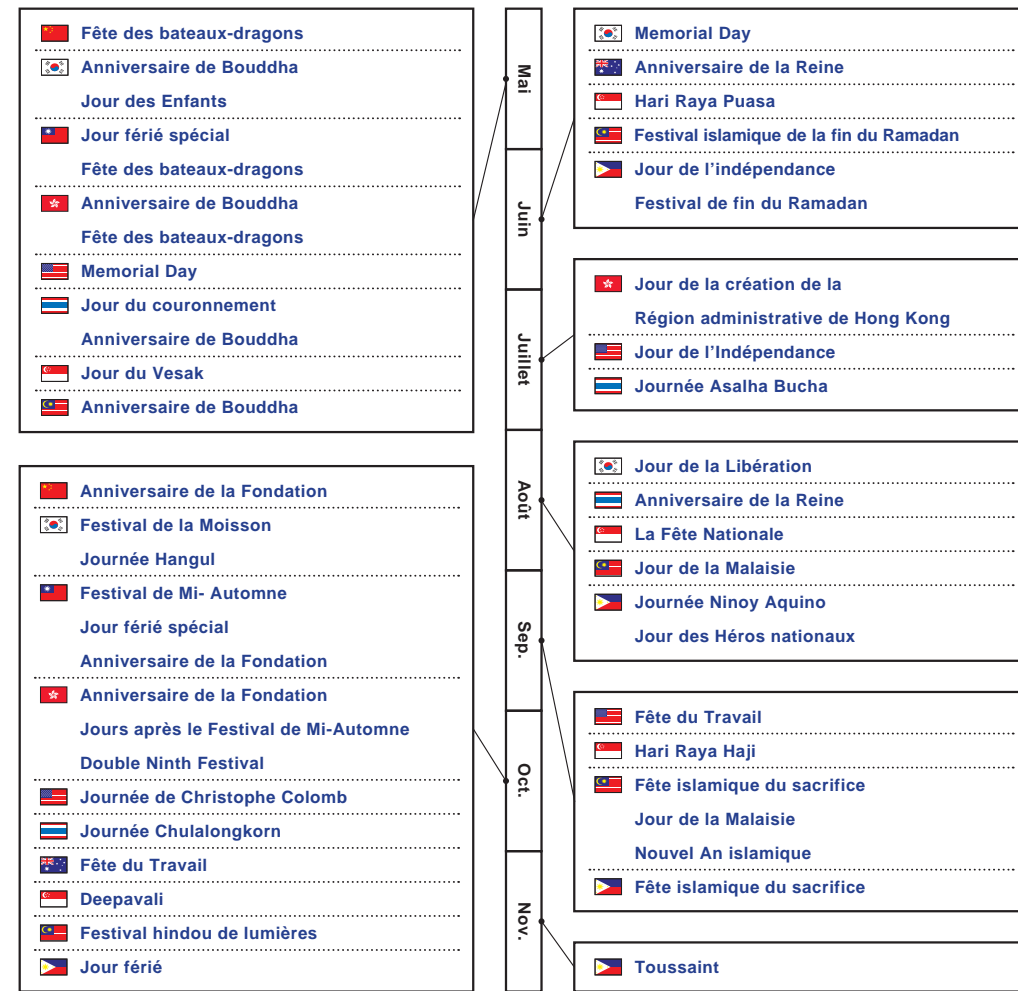 Fête des bateaux-dragons
Anniversaire de Bouddha
Jour des Enfants
Jour férié spécial
Fête des bateaux-dragons
Anniversaire de Bouddha
Fête des bateaux-dragons
Memorial Day
Jour du couronnement
Anniversaire de Bouddha
Jour du Vesak
Anniversaire de Bouddha
Anniversaire de la Fondation
Festival de la Moisson
Journée Hangul
Festival de Mi- Automne
Jour férié spécial
Anniversaire de la Fondation
Anniversaire de la Fondation
Jours après le Festival de Mi-Automne
Double Ninth Festival
Journée de Christophe Colomb
Journée Chulalongkorn
Fête du Travail
Deepavali
Festival hindou de lumières
Jour férié
Mai
Juin
Juillet
Août
Sep.
Oct.
Nov.
Memorial Day
Anniversaire de la Reine
Hari Raya Puasa
Festival islamique de la fin du Ramadan
Jour de l’indépendance
Festival de fin du Ramadan
Jour de la création de la
Région administrative de Hong Kong
Jour de l’Indépendance
Journée Asalha Bucha
Jour de la Libération
Anniversaire de la Reine
La Fête Nationale
Jour de la Malaisie
Journée Ninoy Aquino
Jour des Héros nationaux
Fête du Travail
Hari Raya Haji
Fête islamique du sacrifice
Jour de la Malaisie
Nouvel An islamique
Fête islamique du sacrifice
Toussaint